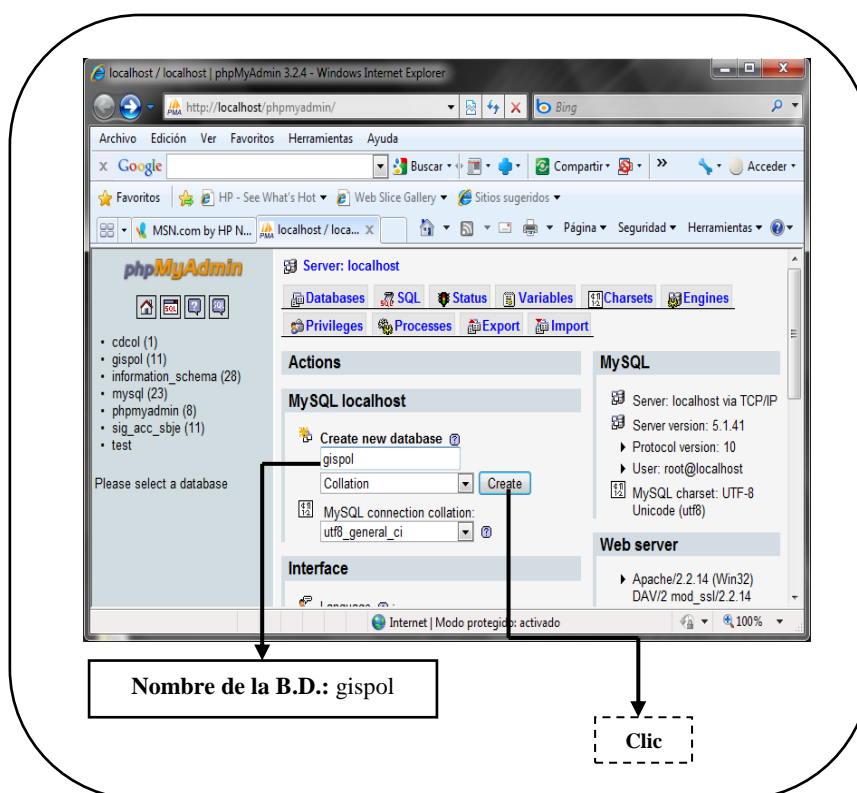 localhost / localhost | phpMyAdmin 3.2.4 - Windows Internet Explorer
http://localhost/phpmyadmin/
Bing
Archivo Edición Ver Favoritos Herramientas Ayuda
x Google Buscar Compartir » Acceder
Favoritos HP - See What's Hot Web Slice Gallery Sitios sugeridos
MSN.com by HP N... localhost / loca... X Página Seguridad Herramientas
phpMyAdmin
cdcol (1)
gispol (11)
information_schema (28)
mysql (23)
phpmyadmin (8)
sig_acc_sbje (11)
test
Please select a database
Server: localhost
Databases SQL Status Variables Charsets Engines
Privileges Processes Export Import
Actions
MySQL localhost
Create new database
gispol
Collation Create
MySQL connection collation:
utf8_general_ci
Interface
Language
MySQL
Server: localhost via TCP/IP
Server version: 5.1.41
Protocol version: 10
User: root@localhost
MySQL charset: UTF-8
Unicode (utf8)
Web server
Apache/2.2.14 (Win32)
DAV/2 mod_ssl/2.2.14
Internet | Modo protegido: activado 100%
Nombre de la B.D.: gispol
Clic